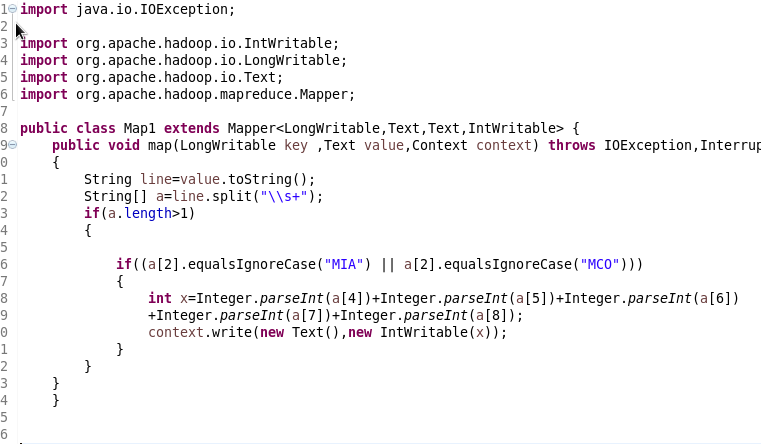 1 import java.io.IOException;
2
3 import org.apache.hadoop.io.IntWritable;
4 import org.apache.hadoop.io.LongWritable;
5 import org.apache.hadoop.io.Text;
6 import org.apache.hadoop.mapreduce.Mapper;
7
8 public class Map1 extends Mapper<LongWritable,Text,Text,IntWritable> {
9     public void map(LongWritable key ,Text value,Context context) throws IOException,Interrup
0     {
1         String line=value.toString();
2         String[] a=line.split("\\s+");
3         if(a.length>1)
4         {
5
6             if((a[2].equalsIgnoreCase("MIA") || a[2].equalsIgnoreCase("MCO")))
7             {
8                 int x=Integer.parseInt(a[4])+Integer.parseInt(a[5])+Integer.parseInt(a[6])
9                 +Integer.parseInt(a[7])+Integer.parseInt(a[8]);
0                 context.write(new Text(),new IntWritable(x));
1             }
2         }
3     }
4     }
5
6